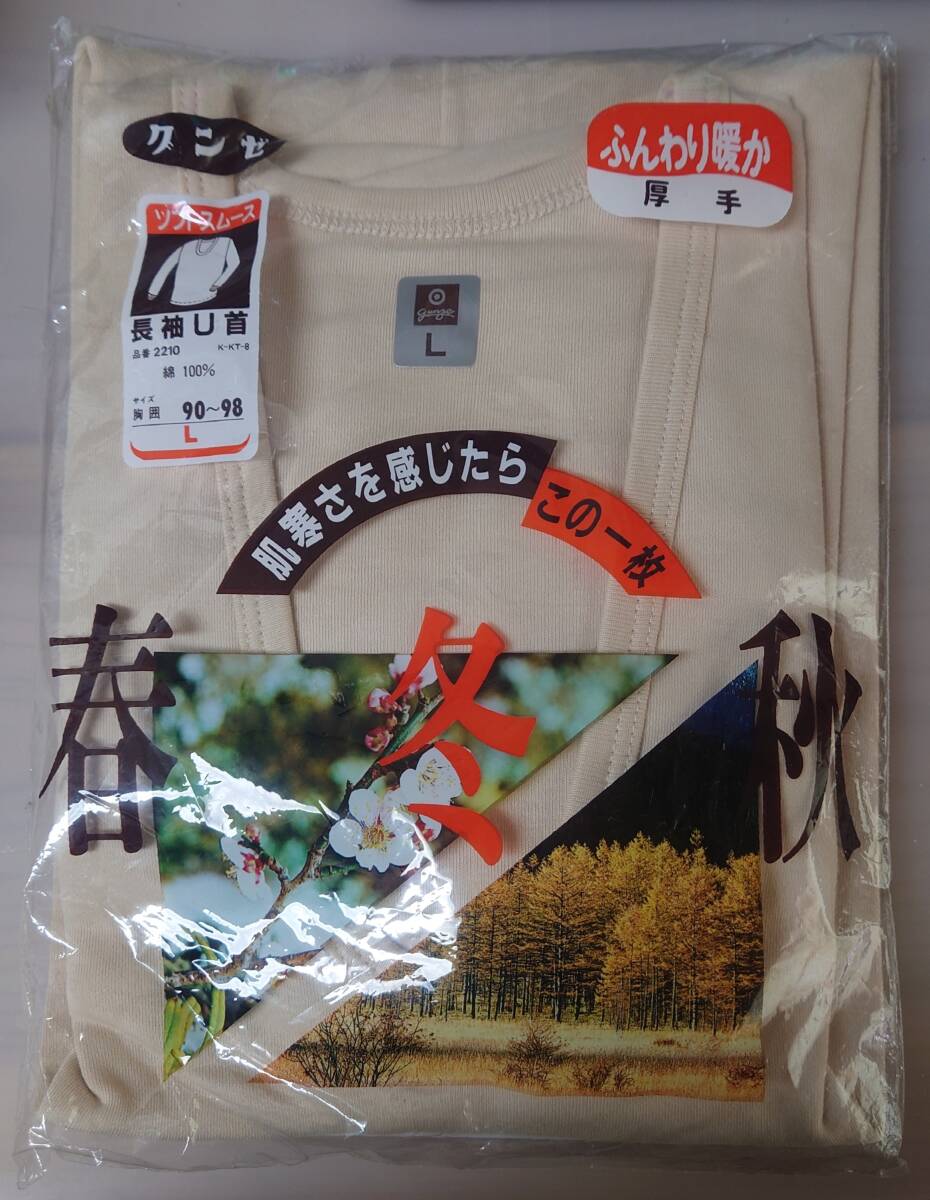 グンゼ
ふんわり暖か
厚手
ソフトスムース
長袖U首
品番 2210 K-KT-8
綿 100%
サイズ
胸囲 90～98
L
gunze
L
肌寒さを感じたら
この一枚
春 冬 秋